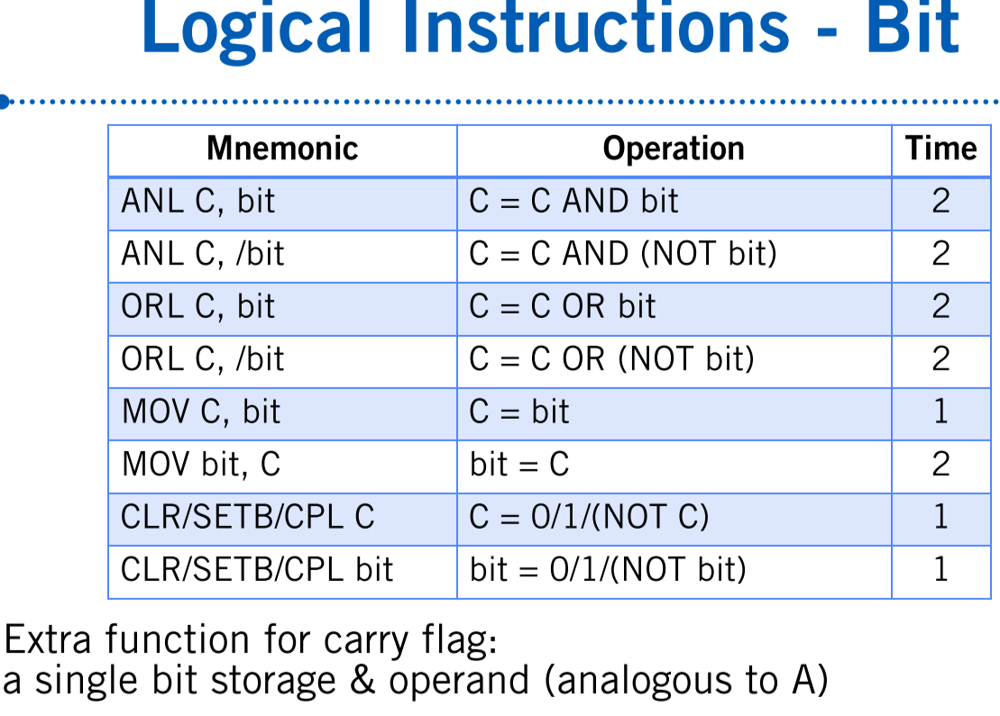 Logical Instructions - Bit
Mnemonic Operation Time
ANL C, bit C = C AND bit 2
ANL C, /bit C = C AND (NOT bit) 2
ORL C, bit C = C OR bit 2
ORL C, /bit C = C OR (NOT bit) 2
MOV C, bit C = bit 1
MOV bit, C bit = C 2
CLR/SETB/CPL C C = 0/1/(NOT C) 1
CLR/SETB/CPL bit bit = 0/1/(NOT bit) 1
Extra function for carry flag:
a single bit storage & operand (analogous to A)